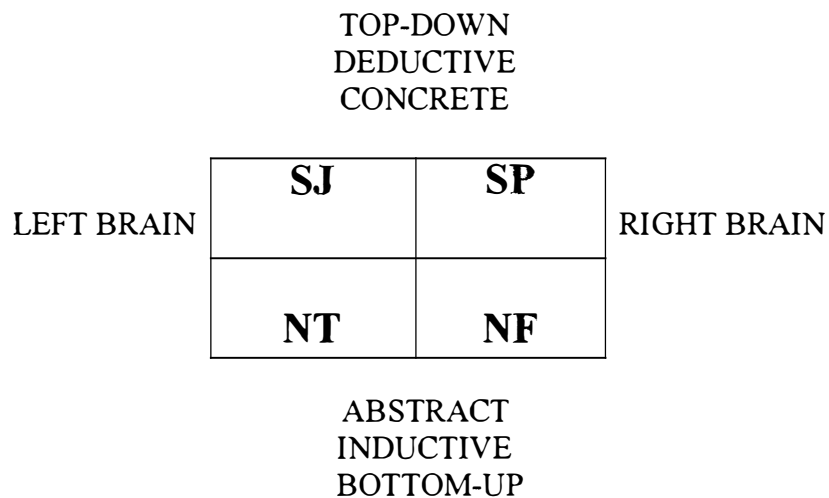 TOP-DOWN
DEDUCTIVE
CONCRETE
SJ SP
LEFT BRAIN RIGHT BRAIN
NT NF
ABSTRACT
INDUCTIVE
BOTTOM-UP